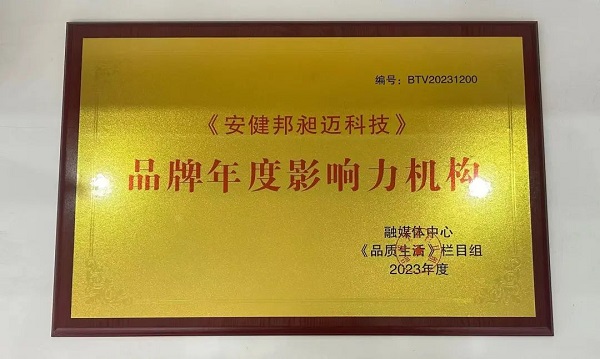 编号：BTV20231200
《安健邦昶迈科技》
品牌年度影响力机构
融媒体中心
《品质生活》栏目组
2023年度